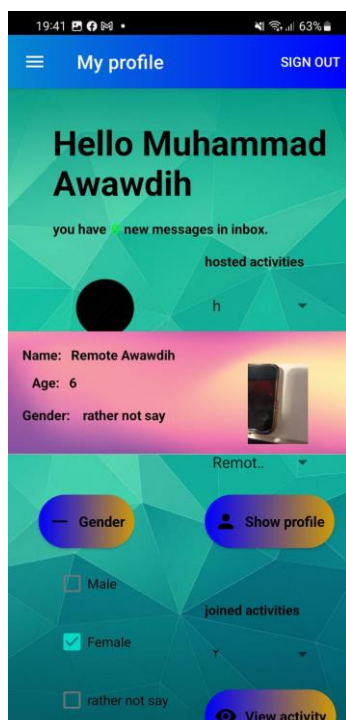 19:41 63%
My profile SIGN OUT
Hello Muhammad
Awawdih
you have new messages in inbox.
hosted activities
h
Name: Remote Awawdih
Age: 6
Gender: rather not say
Remot..
Gender
Show profile
Male
joined activities
Female
rather not say
View activity